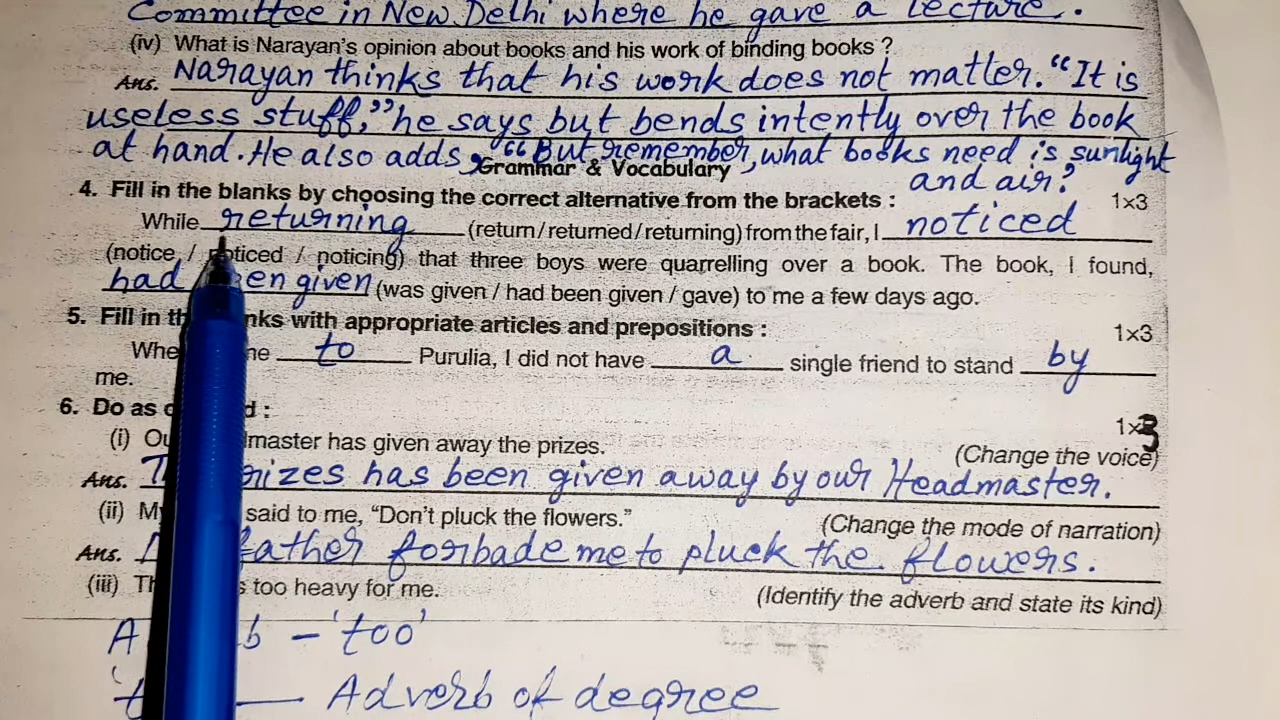 Committee in New Delhi where he gave a lecture.
(iv) What is Narayan's opinion about books and his work of binding books ?
Ans. Narayan thinks that his work does not matter. "It is
useless stuff," he says but bends intently over the book
at hand. He also adds, "But remember, what books need is sunlight
and air?
Grammar & Vocabulary
4. Fill in the blanks by choosing the correct alternative from the brackets : 1×3
While returning (return / returned / returning) from the fair, I noticed
(notice / noticed / noticing) that three boys were quarrelling over a book. The book, I found,
had been given (was given / had been given / gave) to me a few days ago.
5. Fill in the blanks with appropriate articles and prepositions : 1×3
to Purulia, I did not have a single friend to stand by
me.
6. Do as : 1×3
(i) master has given away the prizes. (Change the voice)
Ans. prizes has been given away by our Headmaster.
(ii) said to me, "Don't pluck the flowers." (Change the mode of narration)
Ans. father forbade me to pluck the flowers.
(iii) too heavy for me. (Identify the adverb and state its kind)
- 'too'
— Adverb of degree